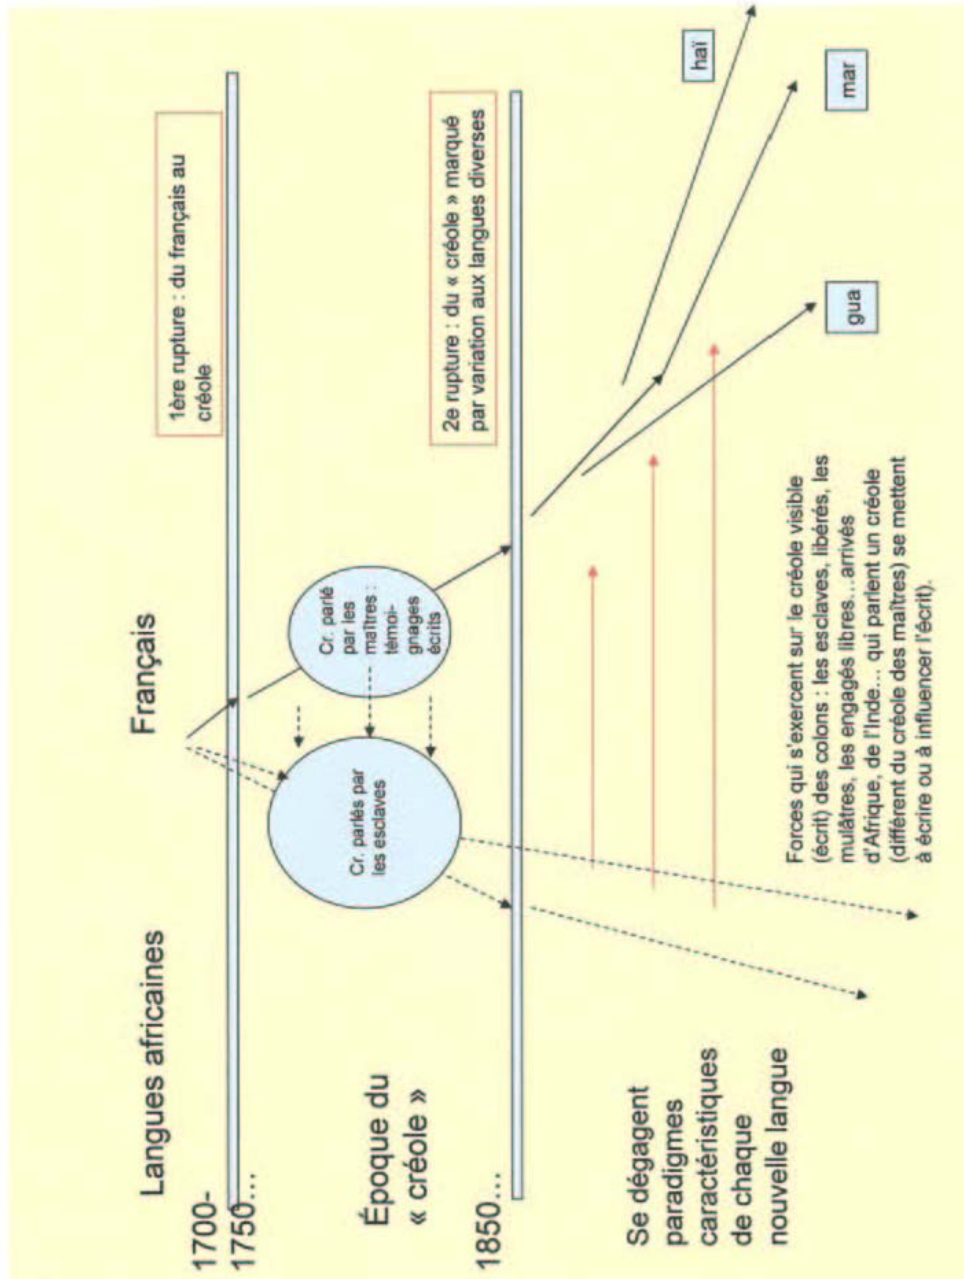 Langues africaines
Français
1700-
1750...
1ère rupture : du français au
créole
Époque du
« créole »
Cr. parlés par
les esclaves
Cr. parlé
par les
maîtres :
témoi-
gnages
écrits
1850...
2e rupture : du « créole » marqué
par variation aux langues diverses
Se dégagent
paradigmes
caractéristiques
de chaque
nouvelle langue
Forces qui s'exercent sur le créole visible
(écrit) des colons : les esclaves, libérés, les
mulâtres, les engagés libres...arrivés
d'Afrique, de l'Inde... qui parlent un créole
(différent du créole des maîtres) se mettent
à écrire ou à influencer l'écrit).
gua
mar
haï